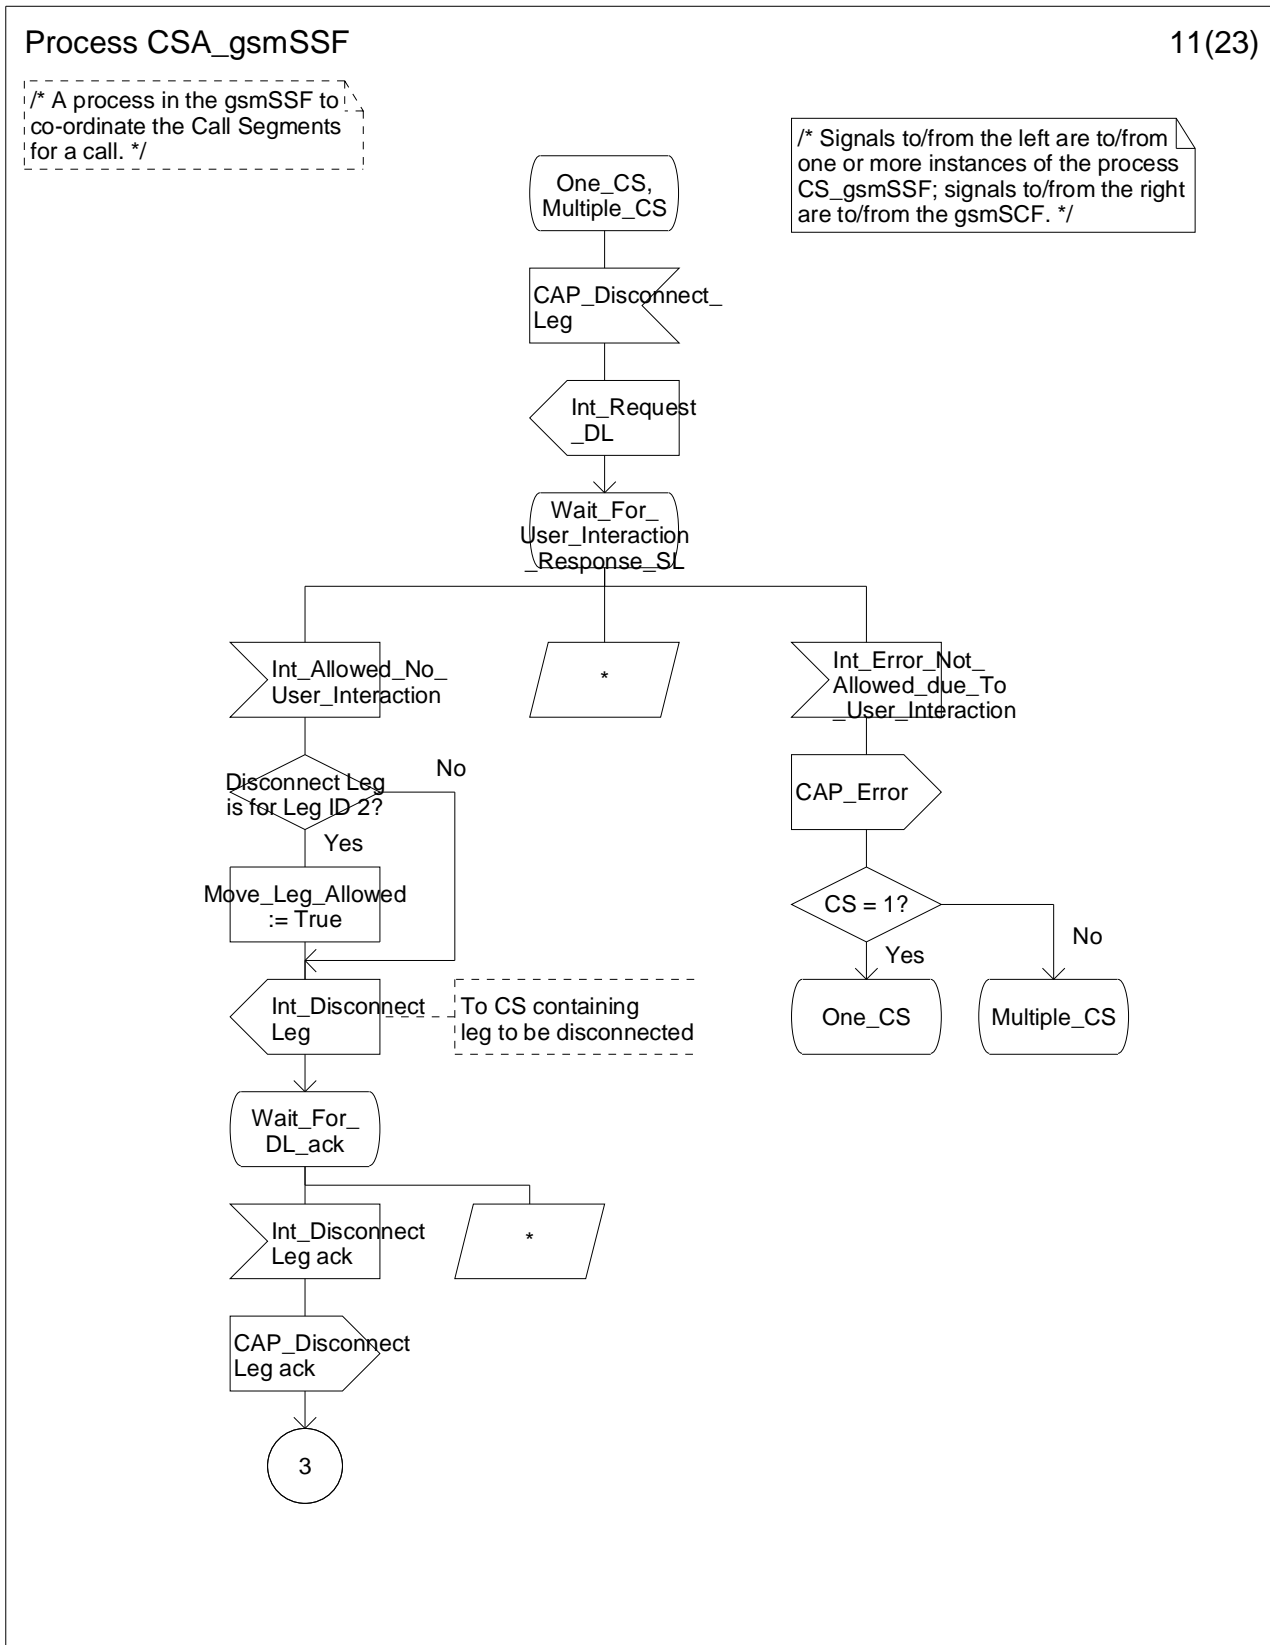 Process CSA_gsmSSF
11(23)
/* A process in the gsmSSF to
co-ordinate the Call Segments
for a call. */
/* Signals to/from the left are to/from
one or more instances of the process
CS_gsmSSF; signals to/from the right
are to/from the gsmSCF. */
One_CS,
Multiple_CS
CAP_Disconnect_
Leg
Int_Request
_DL
Wait_For_
User_Interaction
_Response_SL
Int_Allowed_No_
User_Interaction
*
Int_Error_Not_
Allowed_due_To
_User_Interaction
Disconnect Leg
is for Leg ID 2?
No
Yes
CAP_Error
Move_Leg_Allowed
:= True
CS = 1?
No
Yes
Int_Disconnect
Leg
To CS containing
leg to be disconnected
One_CS
Multiple_CS
Wait_For_
DL_ack
Int_Disconnect
Leg ack
*
CAP_Disconnect
Leg ack
3